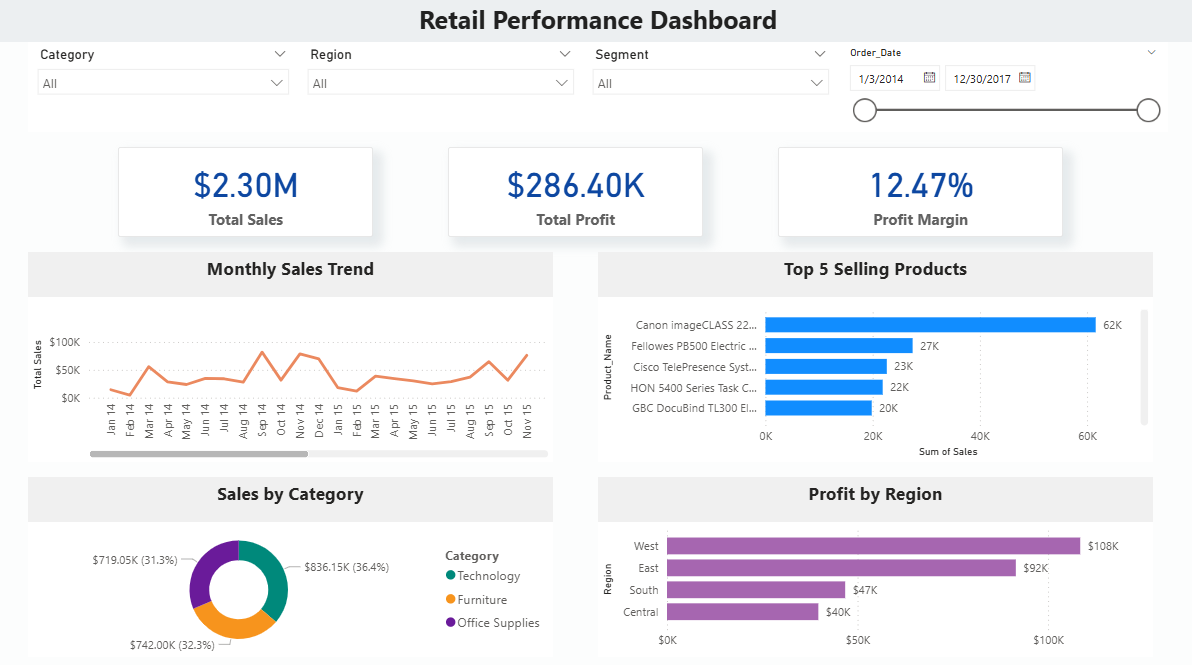 Retail Performance Dashboard
Category
Region
Segment
Order_Date
All
All
All
1/3/2014
12/30/2017
$2.30M
Total Sales
$286.40K
Total Profit
12.47%
Profit Margin
Monthly Sales Trend
Total Sales
$100K
$50K
$0K
Jan 14
Feb 14
Mar 14
Apr 14
May 14
Jun 14
Jul 14
Aug 14
Sep 14
Oct 14
Nov 14
Dec 14
Jan 15
Feb 15
Mar 15
Apr 15
May 15
Jun 15
Jul 15
Aug 15
Sep 15
Oct 15
Nov 15
Top 5 Selling Products
Product_Name
Canon imageCLASS 22... 62K
Fellowes PB500 Electric ... 27K
Cisco TelePresence Syst... 23K
HON 5400 Series Task C... 22K
GBC DocuBind TL300 El... 20K
0K 20K 40K 60K
Sum of Sales
Sales by Category
$719.05K (31.3%)
$836.15K (36.4%)
$742.00K (32.3%)
Category
Technology
Furniture
Office Supplies
Profit by Region
Region
West $108K
East $92K
South $47K
Central $40K
$0K $50K $100K